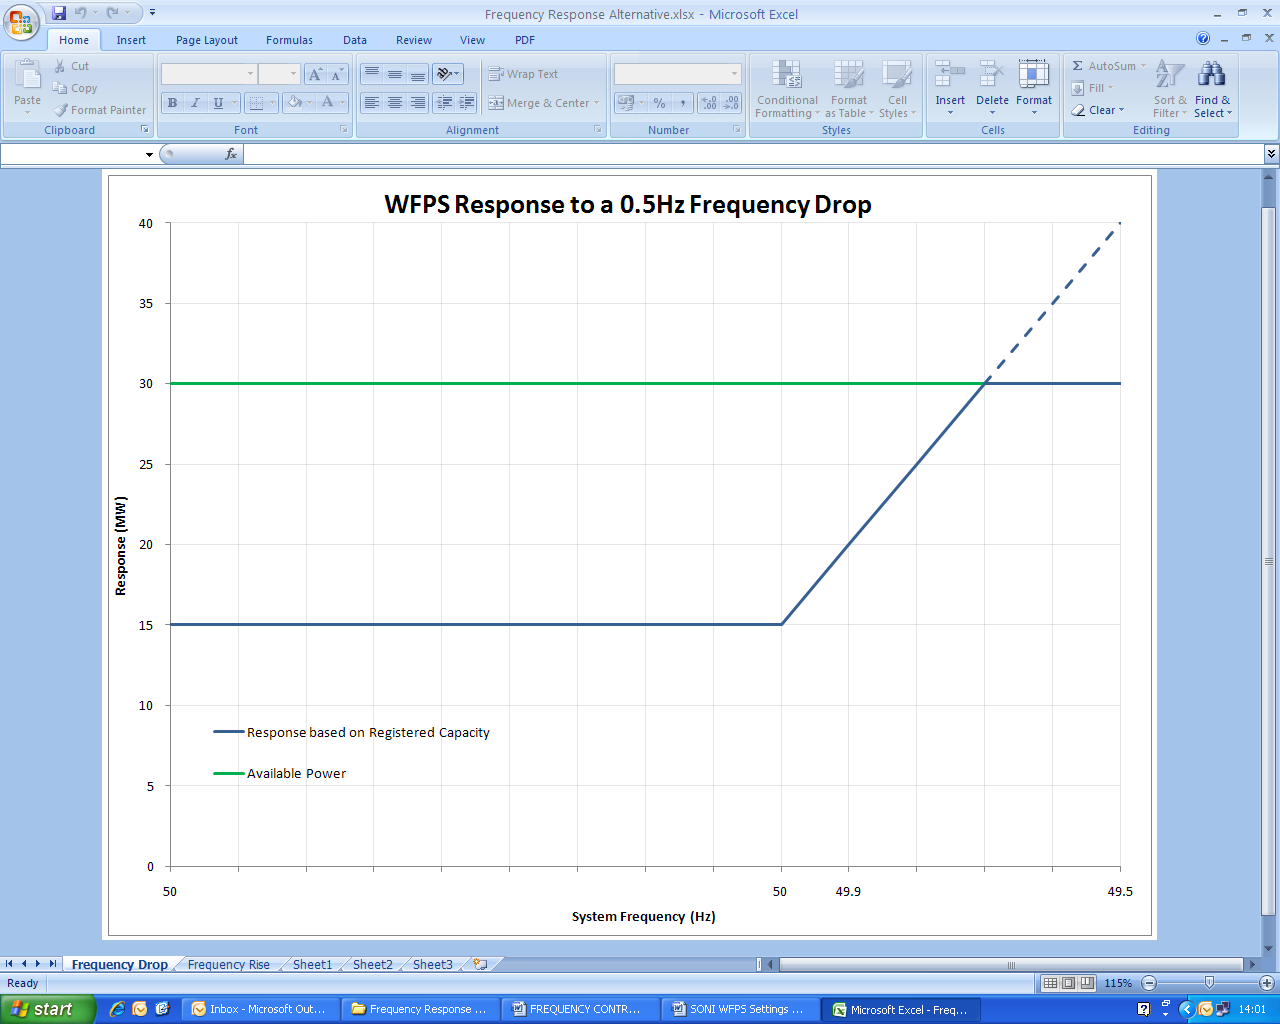 Frequency Response Alternative.xlsx - Microsoft Excel
Home Insert Page Layout Formulas Data Review View PDF
Paste
Cut
Copy
Format Painter
Clipboard
B I U
Font
Wrap Text
Merge & Center
Alignment
% ,
Number
Conditional Formatting
Format as Table
Cell Styles
Styles
Insert
Delete
Format
Cells
Σ AutoSum
Fill
Clear
Sort & Filter
Find & Select
Editing
fx
WFPS Response to a 0.5Hz Frequency Drop
40
35
30
25
20
15
10
5
0
Response (MW)
Response based on Registered Capacity
Available Power
50 50 49.9 49.5
System Frequency (Hz)
Frequency Drop Frequency Rise Sheet1 Sheet2 Sheet3
Ready 115%
start Inbox - Microsoft Out... Frequency Response ... FREQUENCY CONTR... SONI WFPS Settings ... Microsoft Excel - Freq... 14:01